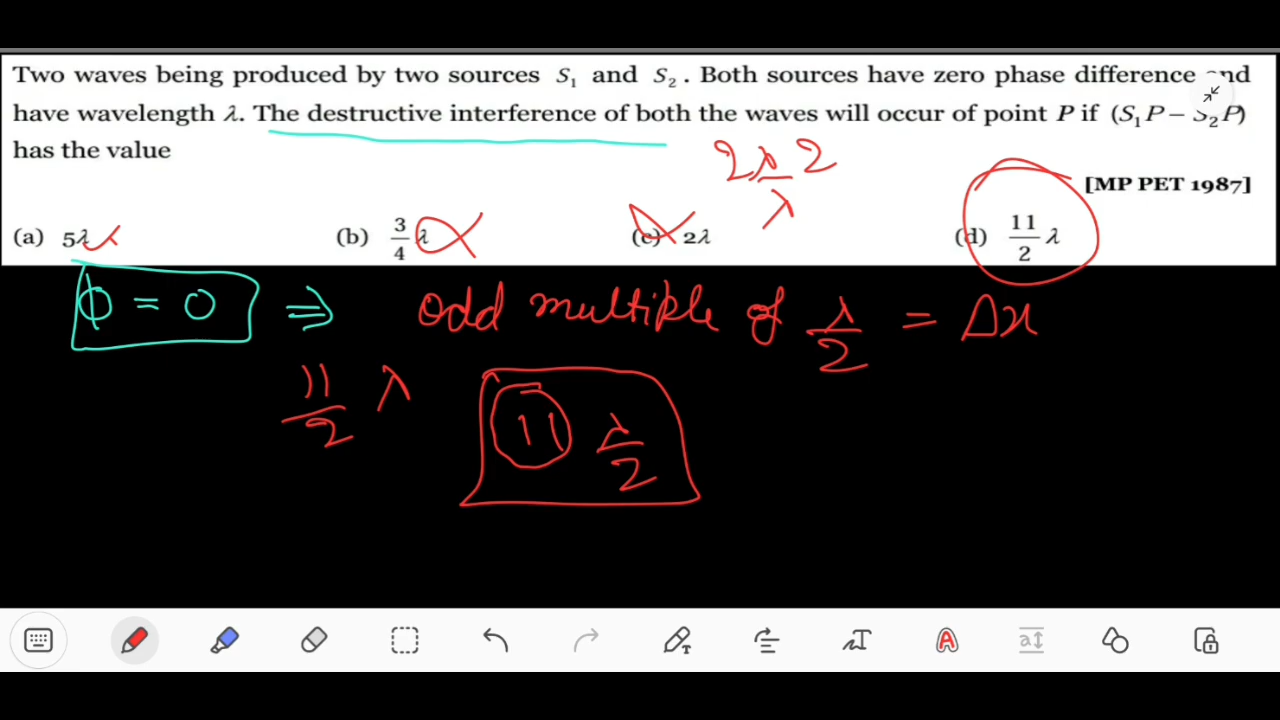 Two waves being produced by two sources S₁ and S₂. Both sources have zero phase difference and
have wavelength λ. The destructive interference of both the waves will occur of point P if (S₁P – S₂P)
has the value
[MP PET 1987]
(a) 5λ
(b) 3/4 λ
(c) 2λ
(d) 11/2 λ
λ
ϕ = 0 ⇒ odd multiple of λ/2 = Δx
11/2 λ
11 λ/2